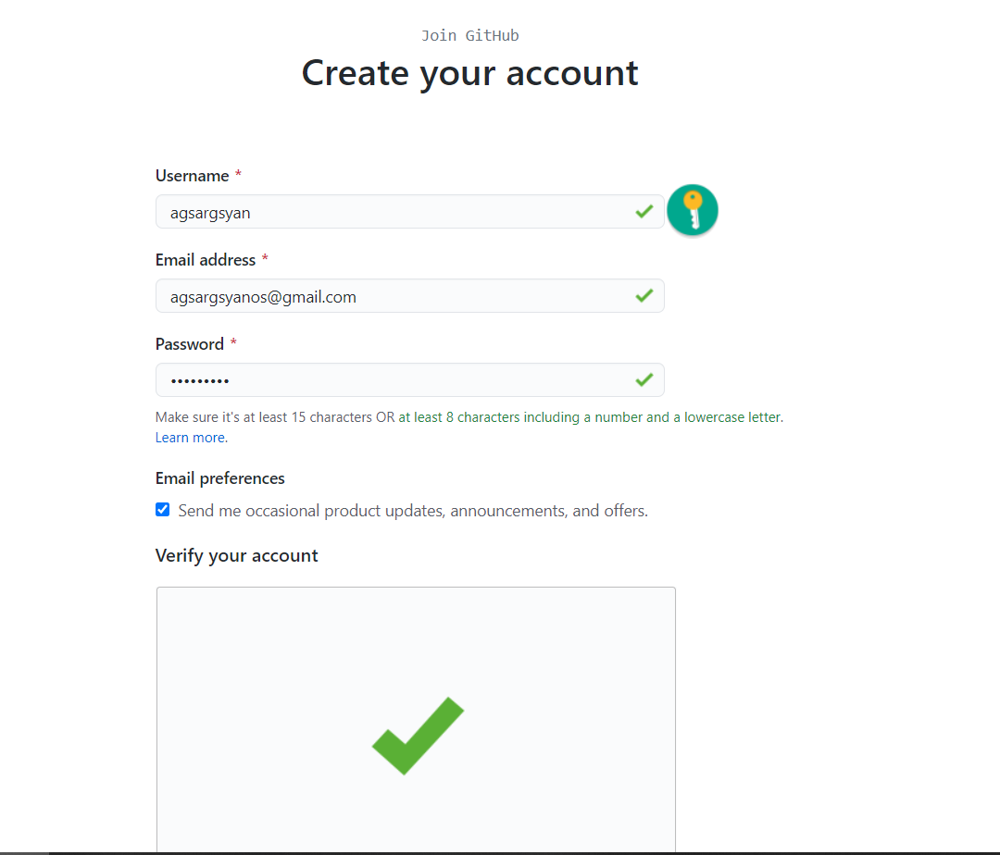 Join GitHub
Create your account
Username *
agsargsyan
Email address *
agsargsyanos@gmail.com
Password *
•••••••••
Make sure it's at least 15 characters OR at least 8 characters including a number and a lowercase letter.
Learn more.
Email preferences
Send me occasional product updates, announcements, and offers.
Verify your account